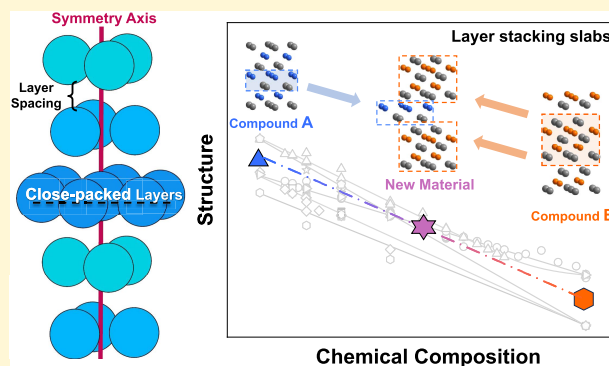 Symmetry Axis
Layer
Spacing
Close-packed Layers
Structure
Layer stacking slabs
Compound A
New Material
Compound B
Chemical Composition